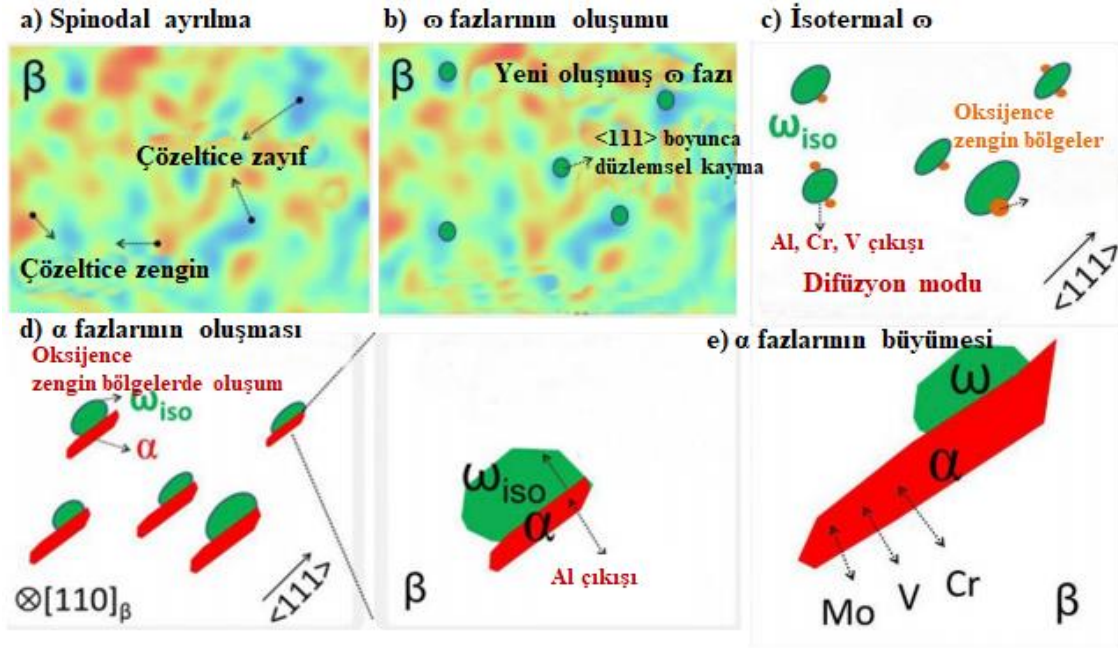 a) Spinodal ayrılma
β
Çözeltice zayıf
Çözeltice zengin
b) ω fazlarının oluşumu
β
Yeni oluşmuş ω fazı
<111> boyunca
düzlemsel kayma
c) İsotermal ω
ωiso
Oksijence
zengin bölgeler
Al, Cr, V çıkışı
Difüzyon modu
<111>
d) α fazlarının oluşması
Oksijence
zengin bölgelerde oluşum
ωiso
α
⊗[110]β
<111>
ωiso
α
Al çıkışı
β
e) α fazlarının büyümesi
ω
α
Mo
V
Cr
β